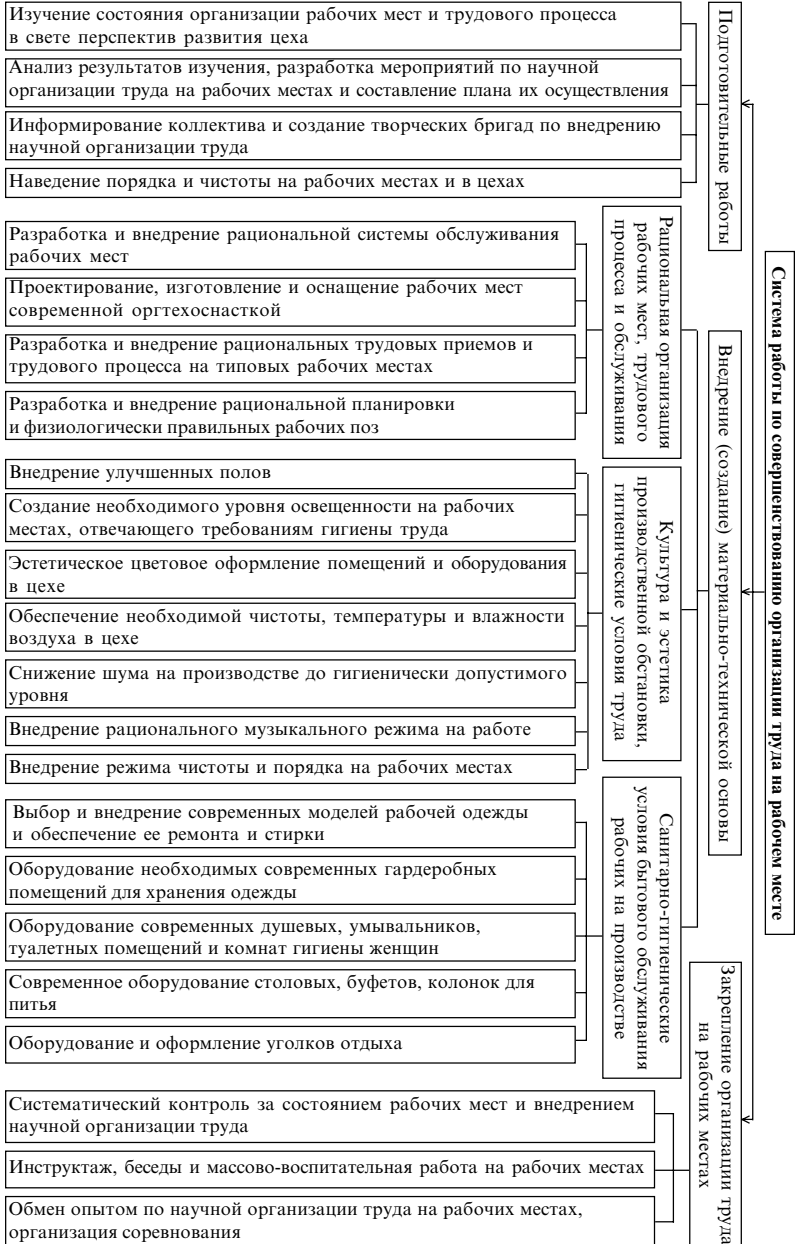 Система работы по совершенствованию организации труда на рабочем месте
Подготовительные работы
Изучение состояния организации рабочих мест и трудового процесса
в свете перспектив развития цеха
Анализ результатов изучения, разработка мероприятий по научной
организации труда на рабочих местах и составление плана их осуществления
Информирование коллектива и создание творческих бригад по внедрению
научной организации труда
Наведение порядка и чистоты на рабочих местах и в цехах
Внедрение (создание) материально-технической основы
Рациональная организация
рабочих мест, трудового
процесса и обслуживания
Разработка и внедрение рациональной системы обслуживания
рабочих мест
Проектирование, изготовление и оснащение рабочих мест
современной оргтехоснасткой
Разработка и внедрение рациональных трудовых приемов и
трудового процесса на типовых рабочих местах
Разработка и внедрение рациональной планировки
и физиологически правильных рабочих поз
Культура и эстетика
производственной обстановки,
гигиенические условия труда
Внедрение улучшенных полов
Создание необходимого уровня освещенности на рабочих
местах, отвечающего требованиям гигиены труда
Эстетическое цветовое оформление помещений и оборудования
в цехе
Обеспечение необходимой чистоты, температуры и влажности
воздуха в цехе
Снижение шума на производстве до гигиенически допустимого
уровня
Внедрение рационального музыкального режима на работе
Внедрение режима чистоты и порядка на рабочих местах
Санитарно-гигиенические
условия бытового обслуживания
рабочих на производстве
Выбор и внедрение современных моделей рабочей одежды
и обеспечение ее ремонта и стирки
Оборудование необходимых современных гардеробных
помещений для хранения одежды
Оборудование современных душевых, умывальников,
туалетных помещений и комнат гигиены женщин
Современное оборудование столовых, буфетов, колонок для
питья
Оборудование и оформление уголков отдыха
Закрепление организации труда
на рабочих местах
Систематический контроль за состоянием рабочих мест и внедрением
научной организации труда
Инструктаж, беседы и массово-воспитательная работа на рабочих местах
Обмен опытом по научной организации труда на рабочих местах,
организация соревнования